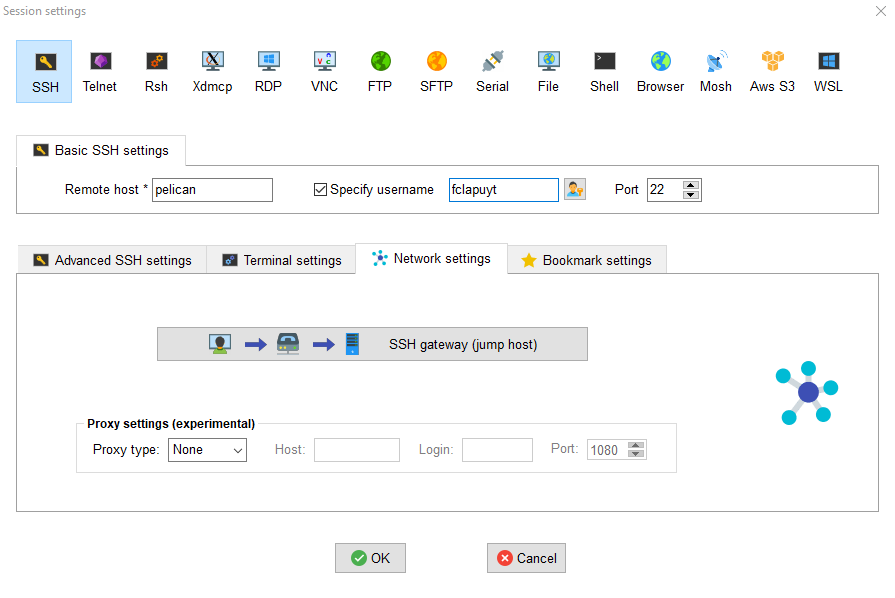 Session settings
SSH Telnet Rsh Xdmcp RDP VNC FTP SFTP Serial File Shell Browser Mosh Aws S3 WSL
Basic SSH settings
Remote host * pelican Specify username fclapuyt Port 22
Advanced SSH settings Terminal settings Network settings Bookmark settings
SSH gateway (jump host)
Proxy settings (experimental)
Proxy type: None Host: Login: Port: 1080
OK Cancel